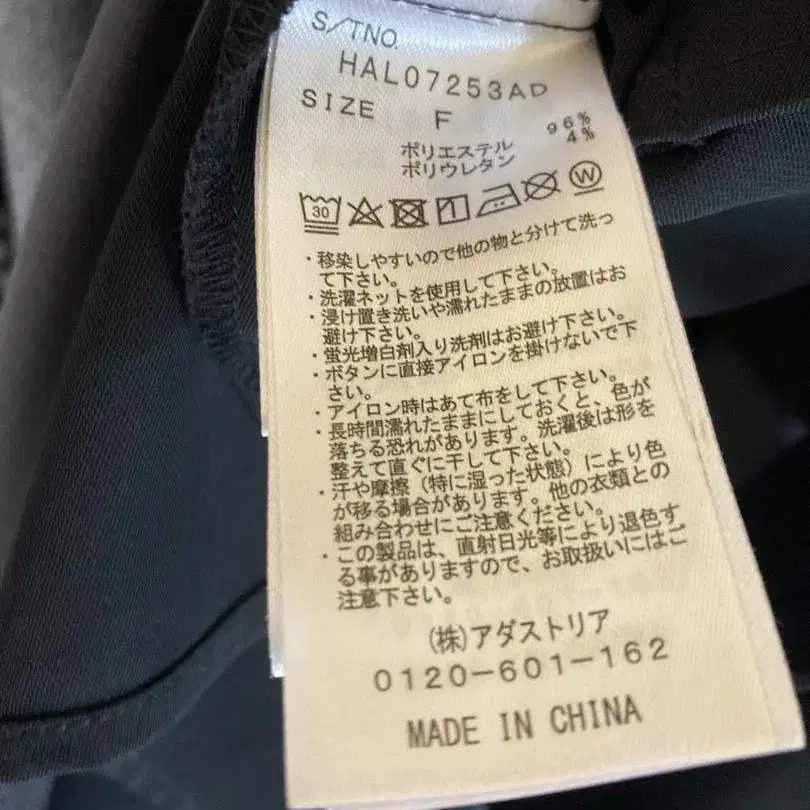 S/TNO.
HAL07253AD
SIZE F
ポリエステル 96%
ポリウレタン 4%
30 W
・移染しやすいので他の物と分けて洗っ
て下さい。
・洗濯ネットを使用して下さい。
・浸け置き洗いや濡れたままの放置はお
避け下さい。
・蛍光増白剤入り洗剤はお避け下さい。
・ボタンに直接アイロンを掛けないで下
さい。
・アイロン時はあて布をして下さい。
・長時間濡れたままにしておくと、色が
落ちる恐れがあります。洗濯後は形を
整えて直ぐに干して下さい。
・汗や摩擦（特に湿った状態）により色
が移る場合があります。他の衣類との
組み合わせにご注意ください。
・この製品は、直射日光等により退色す
る事がありますので、お取扱いにはご
注意下さい。
(株)アダストリア
0120-601-162
MADE IN CHINA